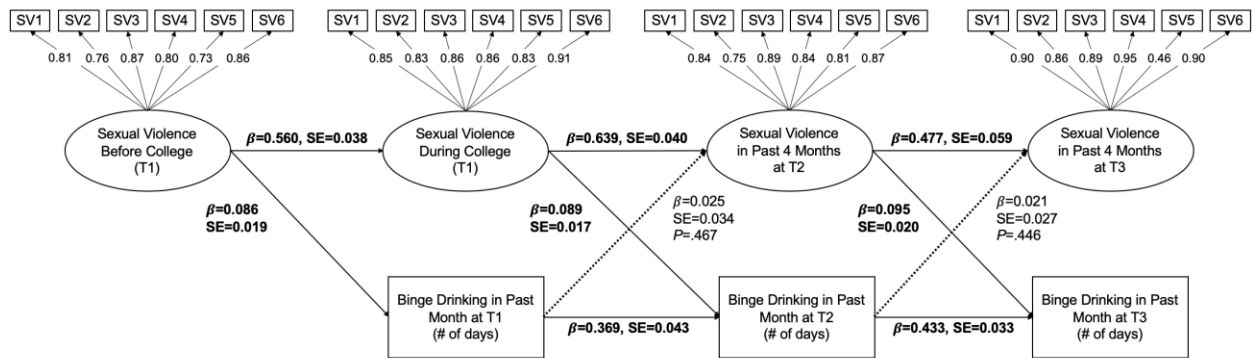 SV1 SV2 SV3 SV4 SV5 SV6 SV1 SV2 SV3 SV4 SV5 SV6 SV1 SV2 SV3 SV4 SV5 SV6 SV1 SV2 SV3 SV4 SV5 SV6
0.81 0.76 0.87 0.80 0.73 0.86 0.85 0.83 0.86 0.86 0.83 0.91 0.84 0.75 0.89 0.84 0.81 0.87 0.90 0.86 0.89 0.95 0.46 0.90
Sexual Violence
Before College
(T1)
β=0.560, SE=0.038
Sexual Violence
During College
(T1)
β=0.639, SE=0.040
Sexual Violence
in Past 4 Months
at T2
β=0.477, SE=0.059
Sexual Violence
in Past 4 Months
at T3
β=0.086
SE=0.019
β=0.089
SE=0.017
β=0.025
SE=0.034
P=.467
β=0.095
SE=0.020
β=0.021
SE=0.027
P=.446
Binge Drinking in Past
Month at T1
(# of days)
β=0.369, SE=0.043
Binge Drinking in Past
Month at T2
(# of days)
β=0.433, SE=0.033
Binge Drinking in Past
Month at T3
(# of days)